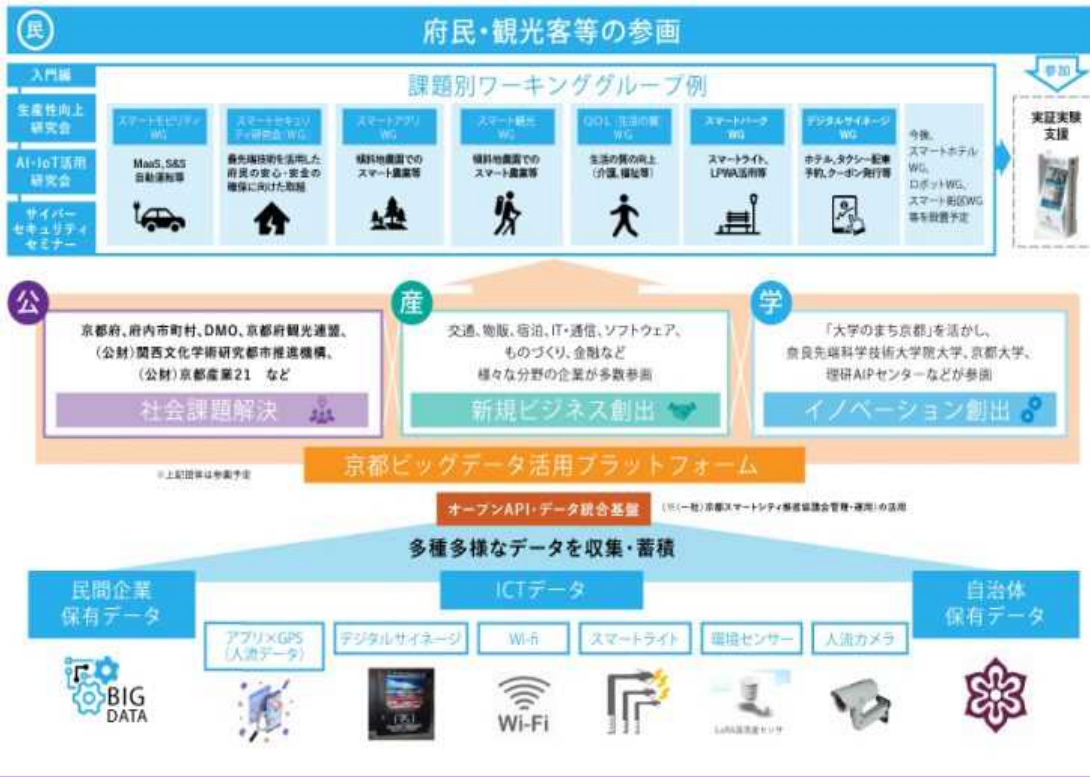 民
府民・観光客等の参画
入門編
生産性向上
研究会
AI-IoT活用
研究会
サイバー
セキュリティ
セミナー
課題別ワーキンググループ例
スマートモビリティ
WG
MaaS、S&S
自動運転等
スマートセキュリ
ティ研究会(WG)
最先端技術を活用した
府民の安心・安全の
確保に向けた取組
スマートアグリ
WG
傾斜地農園での
スマート農業等
スマート観光
WG
傾斜地農園での
スマート農業等
QOL(生活の質)
WG
生活の質の向上
(介護、福祉等)
スマートパーク
WG
スマートライト、
LPWA活用等
デジタルサイネージ
WG
ホテル、タクシー配車
予約、クーポン発行等
今後、
スマートホテル
WG、
ロボットWG、
スマート街区WG
等を設置予定
参加
実証実験
支援
公
京都府、府内市町村、DMO、京都府観光連盟、
(公財)関西文化学術研究都市推進機構、
(公財)京都産業21 など
社会課題解決
産
交通、物販、宿泊、IT・通信、ソフトウェア、
ものづくり、金融など
様々な分野の企業が多数参画
新規ビジネス創出
学
「大学のまち京都」を活かし、
奈良先端科学技術大学院大学、京都大学、
理研AIPセンターなどが参画
イノベーション創出
京都ビッグデータ活用プラットフォーム
※上記団体は参画予定
オープンAPI・データ統合基盤
(※(一社)京都スマートシティ推進協議会管理・運用)の活用
多種多様なデータを収集・蓄積
民間企業
保有データ
ICTデータ
自治体
保有データ
アプリ×GPS
(人流データ)
デジタルサイネージ
Wi-fi
スマートライト
環境センサー
人流カメラ
BIG
DATA
Wi-Fi